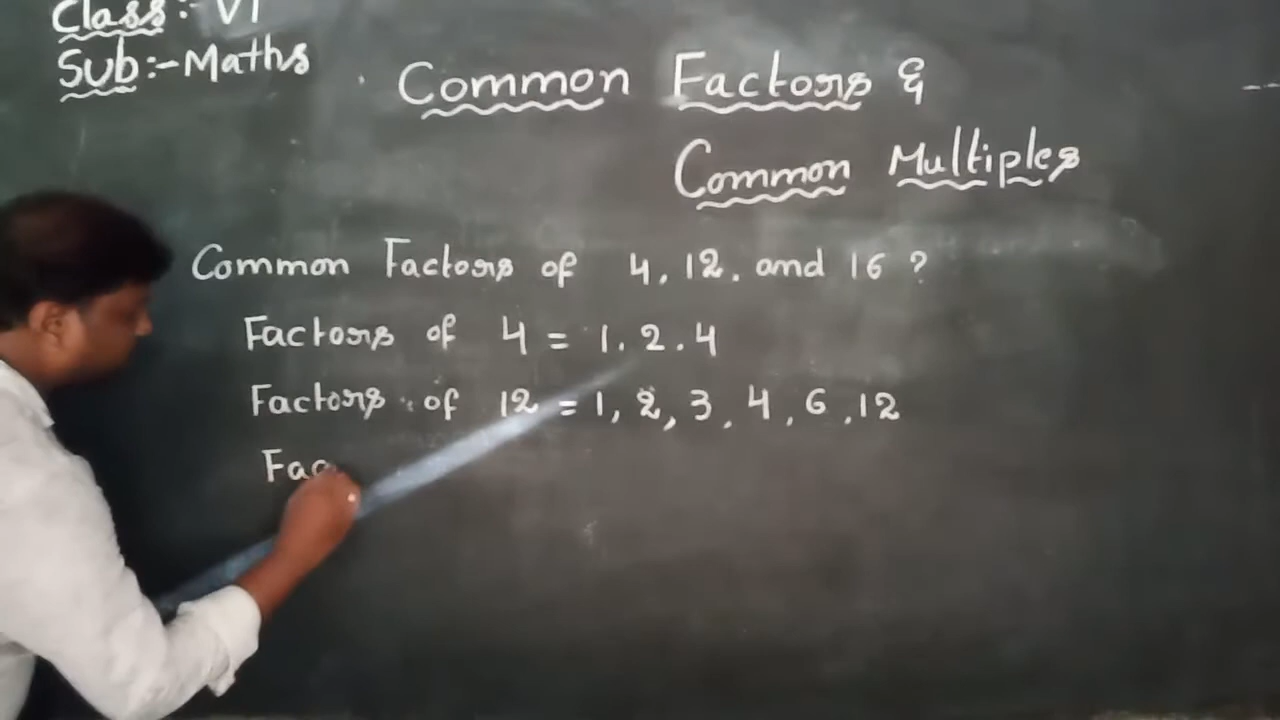 Class:- VI
Sub:- Maths
Common Factors &
Common Multiples
Common Factors of 4, 12, and 16 ?
Factors of 4 = 1, 2, 4
Factors of 12 = 1, 2, 3, 4, 6, 12
Fac